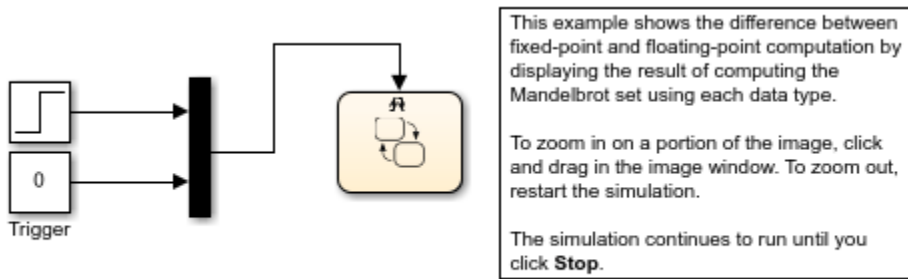 This example shows the difference between
fixed-point and floating-point computation by
displaying the result of computing the
Mandelbrot set using each data type.
To zoom in on a portion of the image, click
and drag in the image window. To zoom out,
restart the simulation.
The simulation continues to run until you
click Stop.
0
Trigger